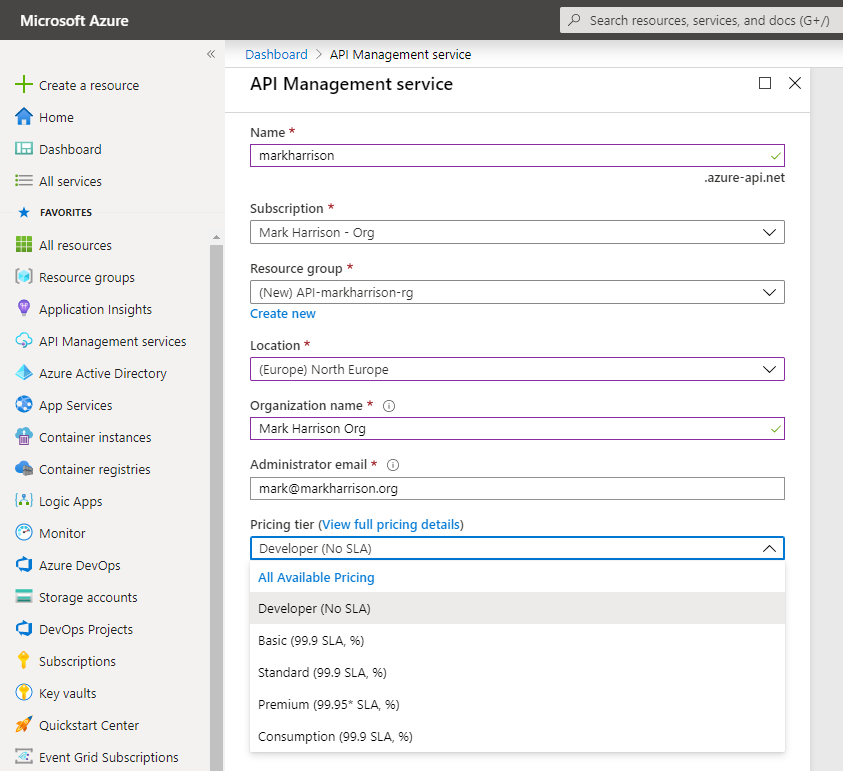 Microsoft Azure
Search resources, services, and docs (G+/)
«
Create a resource
Home
Dashboard
All services
FAVORITES
All resources
Resource groups
Application Insights
API Management services
Azure Active Directory
App Services
Container instances
Container registries
Logic Apps
Monitor
Azure DevOps
Storage accounts
DevOps Projects
Subscriptions
Key vaults
Quickstart Center
Event Grid Subscriptions
Dashboard > API Management service
API Management service
Name *
markharrison
.azure-api.net
Subscription *
Mark Harrison - Org
Resource group *
(New) API-markharrison-rg
Create new
Location *
(Europe) North Europe
Organization name *
Mark Harrison Org
Administrator email *
mark@markharrison.org
Pricing tier (View full pricing details)
Developer (No SLA)
All Available Pricing
Developer (No SLA)
Basic (99.9 SLA, %)
Standard (99.9 SLA, %)
Premium (99.95* SLA, %)
Consumption (99.9 SLA, %)